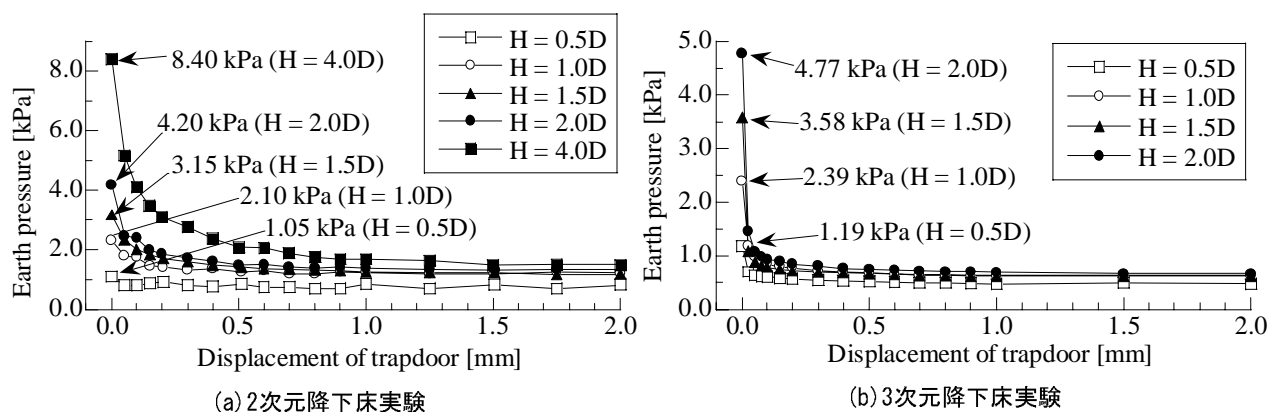 H = 0.5D
H = 1.0D
H = 1.5D
H = 2.0D
H = 4.0D
8.40 kPa (H = 4.0D)
4.20 kPa (H = 2.0D)
3.15 kPa (H = 1.5D)
2.10 kPa (H = 1.0D)
1.05 kPa (H = 0.5D)
Earth pressure [kPa]
8.0
6.0
4.0
2.0
0.0
0.0 0.5 1.0 1.5 2.0
Displacement of trapdoor [mm]
(a)2次元降下床実験
H = 0.5D
H = 1.0D
H = 1.5D
H = 2.0D
4.77 kPa (H = 2.0D)
3.58 kPa (H = 1.5D)
2.39 kPa (H = 1.0D)
1.19 kPa (H = 0.5D)
Earth pressure [kPa]
5.0
4.0
3.0
2.0
1.0
0.0
0.0 0.5 1.0 1.5 2.0
Displacement of trapdoor [mm]
(b)3次元降下床実験